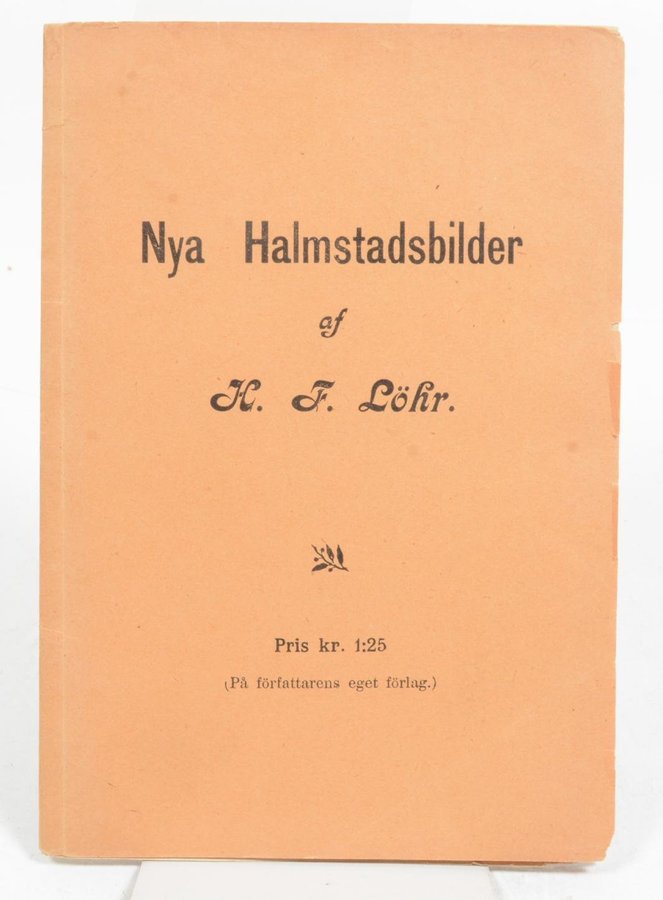 Nya Halmstadsbilder
af
H. F. Löhr.
Pris kr. 1:25
(På författarens eget förlag.)